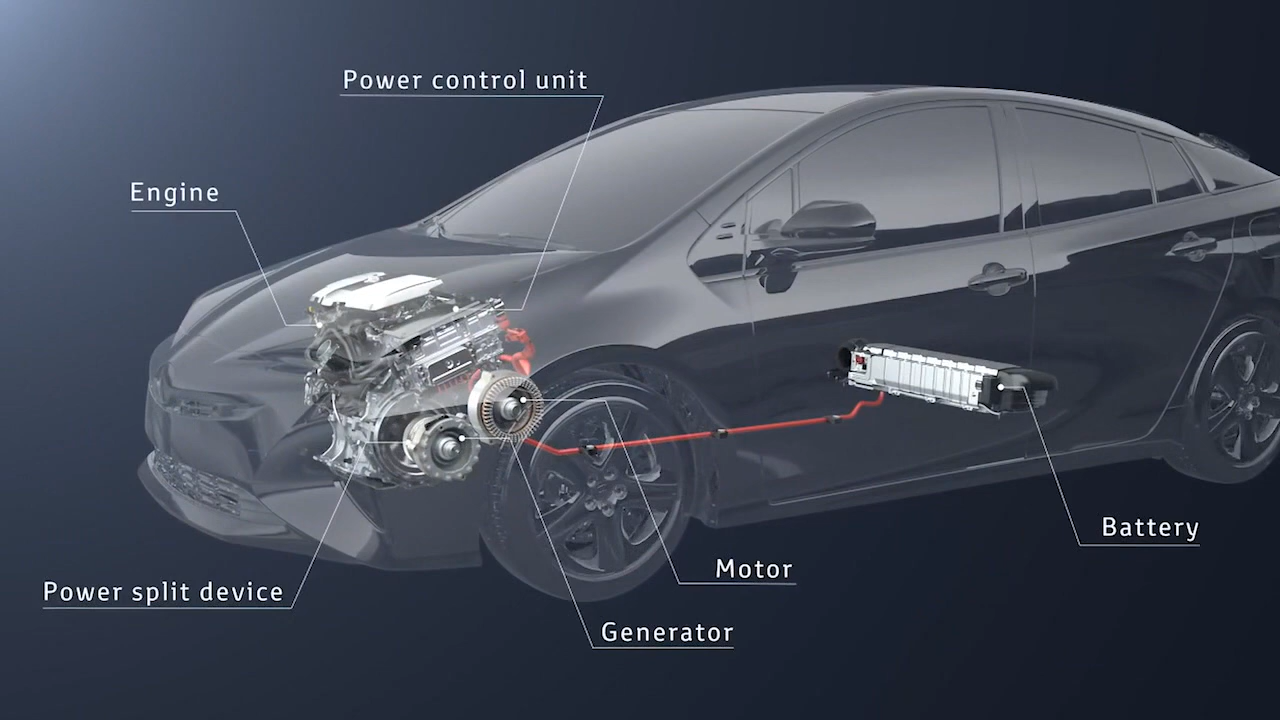 Power control unit
Engine
Battery
Motor
Power split device
Generator